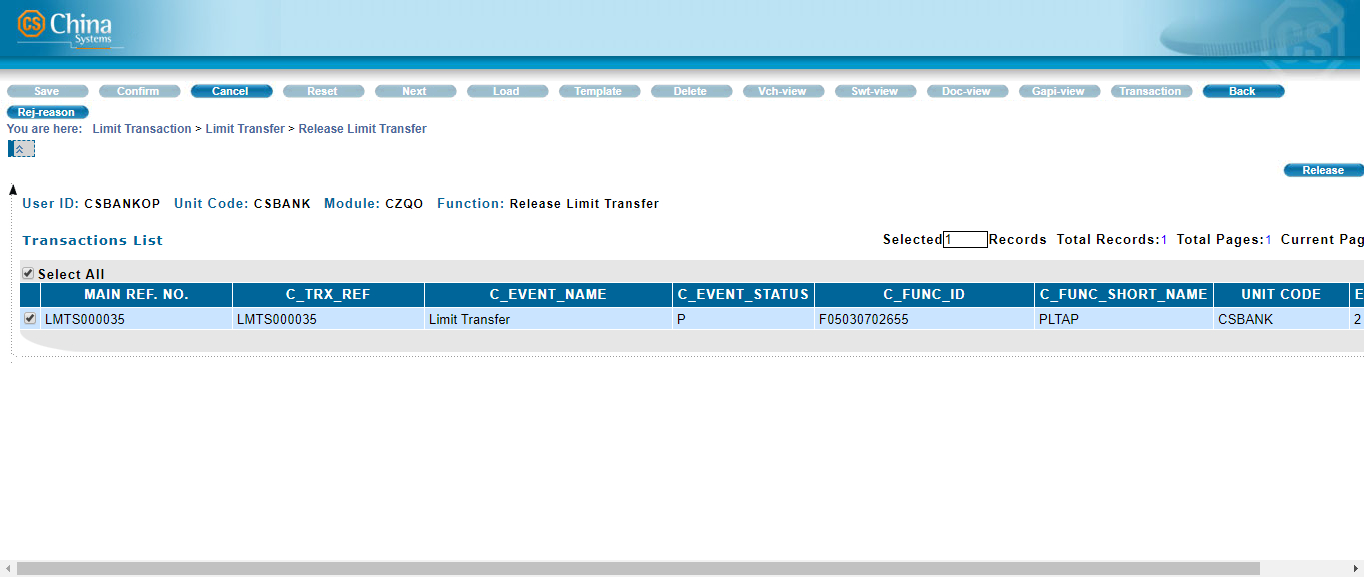 CS China
Systems
CS
Save Confirm Cancel Reset Next Load Template Delete Vch-view Swt-view Doc-view Gapi-view Transaction Back
Rej-reason
You are here: Limit Transaction > Limit Transfer > Release Limit Transfer
Release
User ID: CSBANKOP Unit Code: CSBANK Module: CZQO Function: Release Limit Transfer
Transactions List Selected 1 Records Total Records:1 Total Pages:1 Current Pag
Select All
MAIN REF. NO. C_TRX_REF C_EVENT_NAME C_EVENT_STATUS C_FUNC_ID C_FUNC_SHORT_NAME UNIT CODE E
LMTS000035 LMTS000035 Limit Transfer P F05030702655 PLTAP CSBANK 2